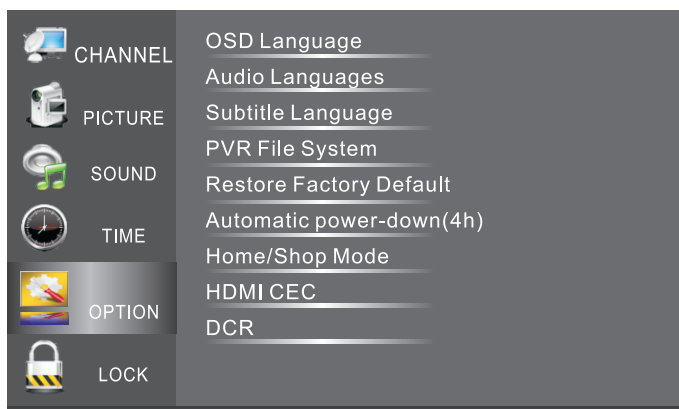 CHANNEL
PICTURE
SOUND
TIME
OPTION
LOCK
OSD Language
Audio Languages
Subtitle Language
PVR File System
Restore Factory Default
Automatic power-down(4h)
Home/Shop Mode
HDMI CEC
DCR